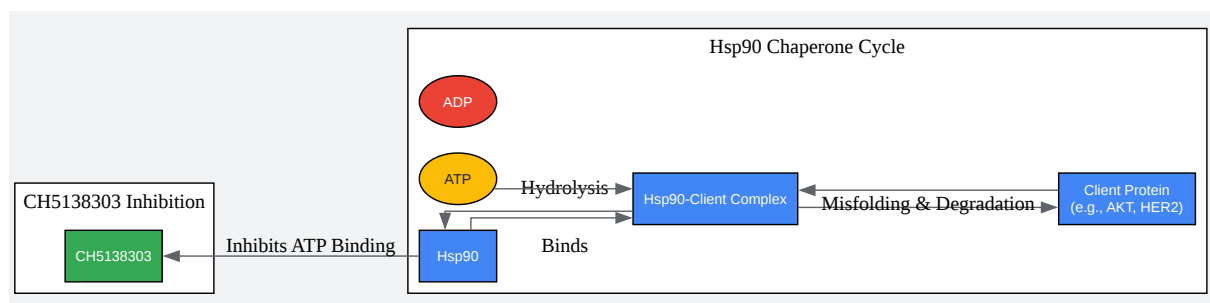 Hsp90 Chaperone Cycle
ADP
ATP
Hydrolysis
Hsp90-Client Complex
Misfolding & Degradation
Client Protein
(e.g., AKT, HER2)
CH5138303 Inhibition
CH5138303
Inhibits ATP Binding
Hsp90
Binds